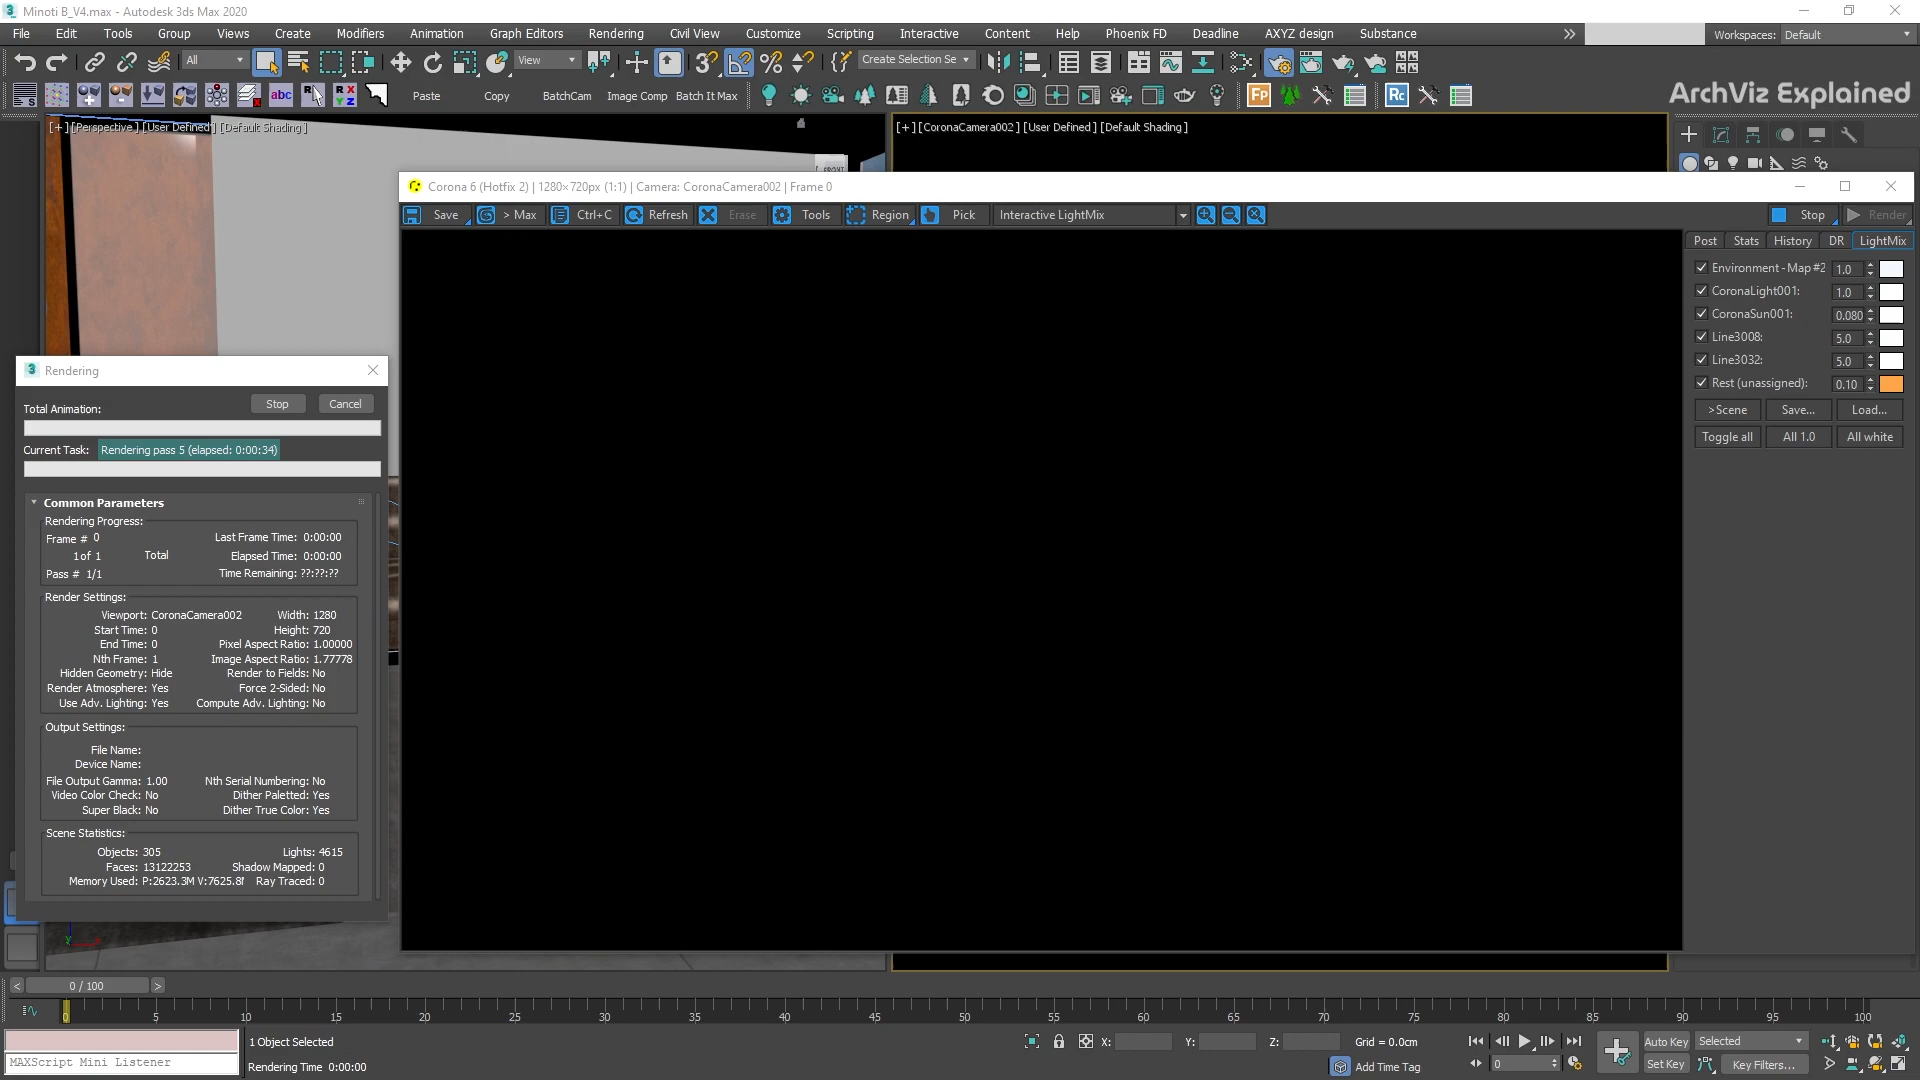 Minoti B_V4.max - Autodesk 3ds Max 2020
File Edit Tools Group Views Create Modifiers Animation Graph Editors Rendering Civil View Customize Scripting Interactive Content Help Phoenix FD Deadline AXYZ design Substance
Workspaces: Default
All View Create Selection Se
abc Paste Copy BatchCam Image Comp Batch It Max Fp Rc
ArchViz Explained
[+] [Perspective] [User Defined] [Default Shading]
[+] [CoronaCamera002] [User Defined] [Default Shading]
Corona 6 (Hotfix 2) | 1280×720px (1:1) | Camera: CoronaCamera002 | Frame 0
Save > Max Ctrl+C Refresh Erase Tools Region Pick Interactive LightMix Stop Render
Post Stats History DR LightMix
Environment - Map #2 1.0
CoronaLight001: 1.0
CoronaSun001: 0.080
Line3008: 5.0
Line3032: 5.0
Rest (unassigned): 0.10
>Scene Save... Load...
Toggle all All 1.0 All white
Rendering
Total Animation: Stop Cancel
Current Task: Rendering pass 5 (elapsed: 0:00:34)
Common Parameters
Rendering Progress:
Frame # 0 Last Frame Time: 0:00:00
1 of 1 Total Elapsed Time: 0:00:00
Pass # 1/1 Time Remaining: ??:??:??
Render Settings:
Viewport: CoronaCamera002 Width: 1280
Start Time: 0 Height: 720
End Time: 0 Pixel Aspect Ratio: 1.00000
Nth Frame: 1 Image Aspect Ratio: 1.77778
Hidden Geometry: Hide Render to Fields: No
Render Atmosphere: Yes Force 2-Sided: No
Use Adv. Lighting: Yes Compute Adv. Lighting: No
Output Settings:
File Name:
Device Name:
File Output Gamma: 1.00 Nth Serial Numbering: No
Video Color Check: No Dither Paletted: Yes
Super Black: No Dither True Color: Yes
Scene Statistics:
Objects: 305 Lights: 4615
Faces: 13122253 Shadow Mapped: 0
Memory Used: P:2623.3M V:7625.8M Ray Traced: 0
< 0 / 100 >
0 5 10 15 20 25 30 35 40 45 50 55 60 65 70 75 80 85 90 95 100
1 Object Selected X: Y: Z: Grid = 0.0cm Auto Key Selected
MAXScript Mini Listener Rendering Time 0:00:00 Add Time Tag 0 Set Key Key Filters...